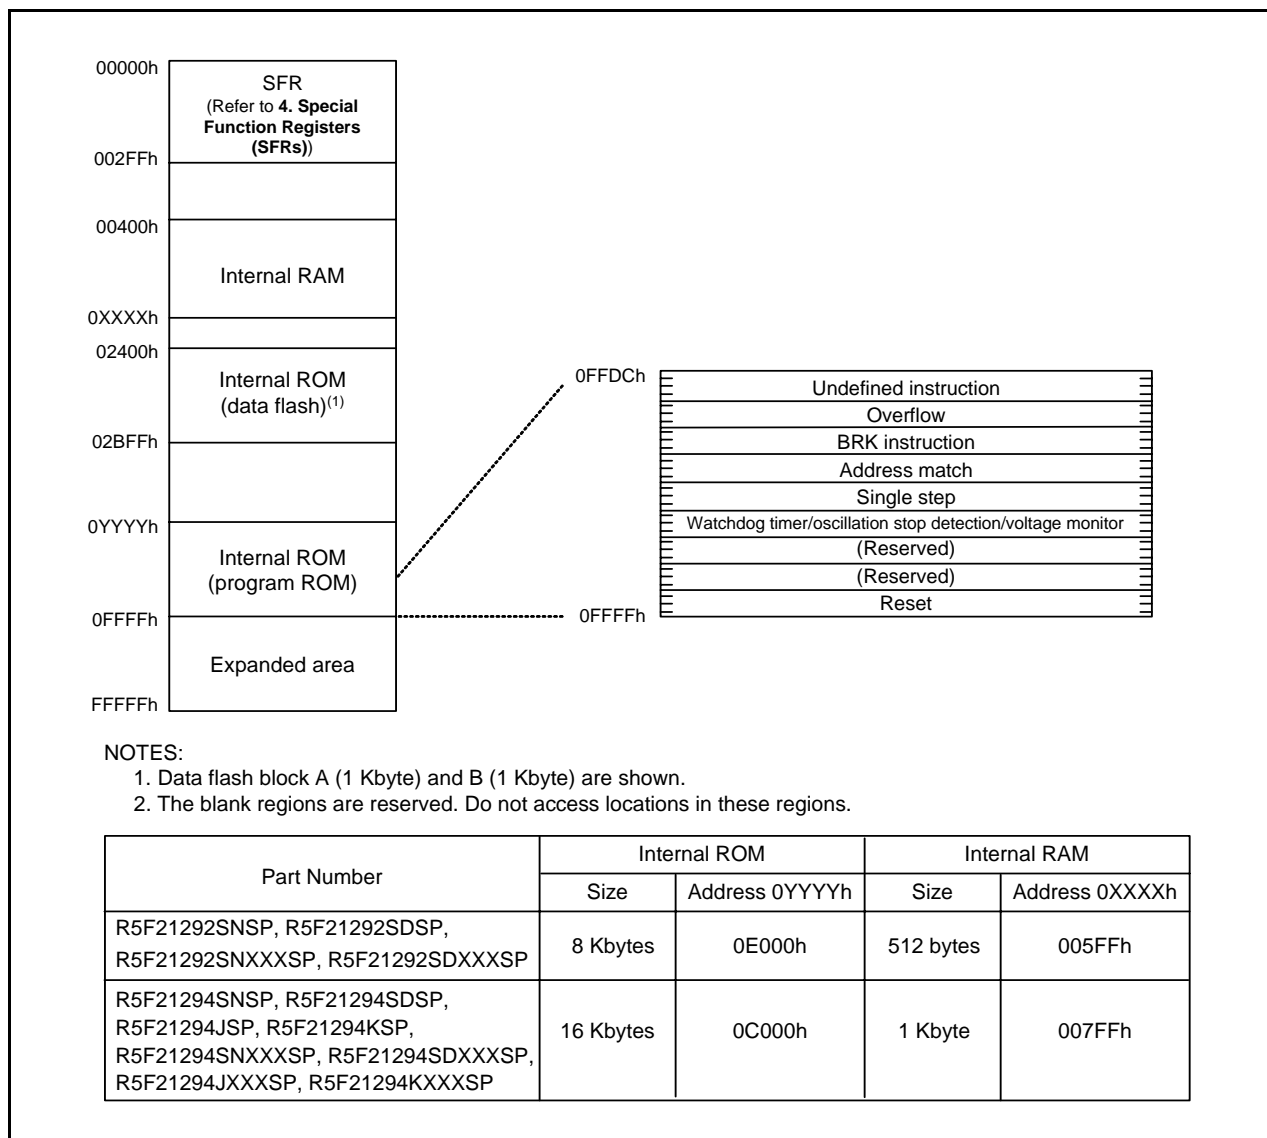 00000h
SFR
(Refer to 4. Special
Function Registers
(SFRs))
002FFh
00400h
Internal RAM
0XXXXh
02400h
Internal ROM
(data flash)(1)
02BFFh
0YYYYh
Internal ROM
(program ROM)
0FFFFh
Expanded area
FFFFFh
0FFDCh
Undefined instruction
Overflow
BRK instruction
Address match
Single step
Watchdog timer/oscillation stop detection/voltage monitor
(Reserved)
(Reserved)
Reset
0FFFFh
NOTES:
1. Data flash block A (1 Kbyte) and B (1 Kbyte) are shown.
2. The blank regions are reserved. Do not access locations in these regions.
Part Number
Internal ROM
Internal RAM
Size
Address 0YYYYh
Size
Address 0XXXXh
R5F21292SNSP, R5F21292SDSP,
R5F21292SNXXXSP, R5F21292SDXXXSP
8 Kbytes
0E000h
512 bytes
005FFh
R5F21294SNSP, R5F21294SDSP,
R5F21294JSP, R5F21294KSP,
R5F21294SNXXXSP, R5F21294SDXXXSP,
R5F21294JXXXSP, R5F21294KXXXSP
16 Kbytes
0C000h
1 Kbyte
007FFh